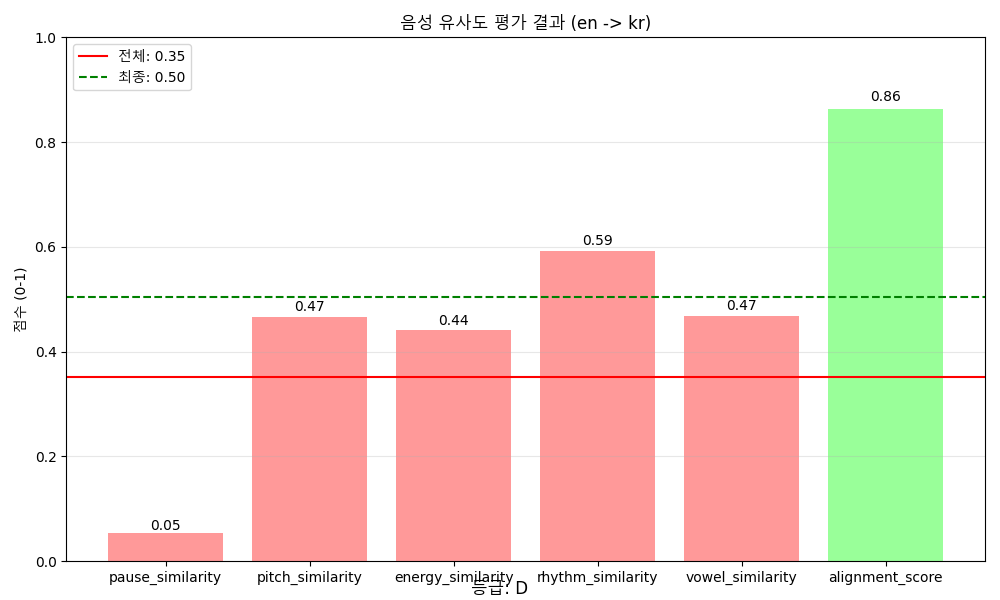 음성 유사도 평가 결과 (en -> kr)
전체: 0.35
최종: 0.50
점수 (0-1)
1.0
0.8
0.6
0.4
0.2
0.0
0.05
0.47
0.44
0.59
0.47
0.86
pause_similarity
pitch_similarity
energy_similarity
rhythm_similarity
vowel_similarity
alignment_score
등급: D